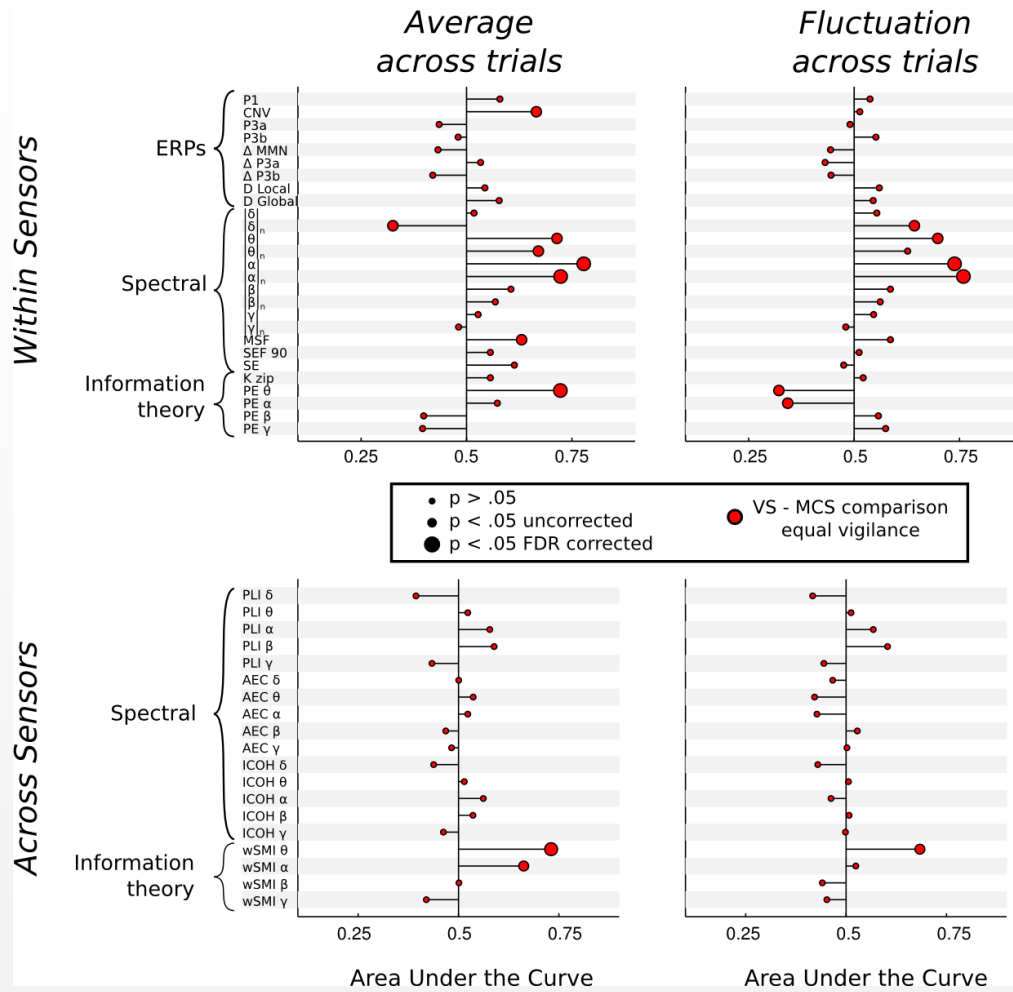 Average
across trials
Fluctuation
across trials
Within Sensors
ERPs
P1
CNV
P3a
P3b
Δ MMN
Δ P3a
Δ P3b
D Local
D Global
Spectral
|δ|
|δ|n
|θ|
|θ|n
|α|
|α|n
|β|
|β|n
|γ|
|γ|n
MSF
SEF 90
SE
Information
theory
K zip
PE θ
PE α
PE β
PE γ
0.25 0.5 0.75
0.25 0.5 0.75
p > .05
p < .05 uncorrected
p < .05 FDR corrected
VS - MCS comparison
equal vigilance
Across Sensors
Spectral
PLI δ
PLI θ
PLI α
PLI β
PLI γ
AEC δ
AEC θ
AEC α
AEC β
AEC γ
ICOH δ
ICOH θ
ICOH α
ICOH β
ICOH γ
Information
theory
wSMI θ
wSMI α
wSMI β
wSMI γ
0.25 0.5 0.75
0.25 0.5 0.75
Area Under the Curve
Area Under the Curve